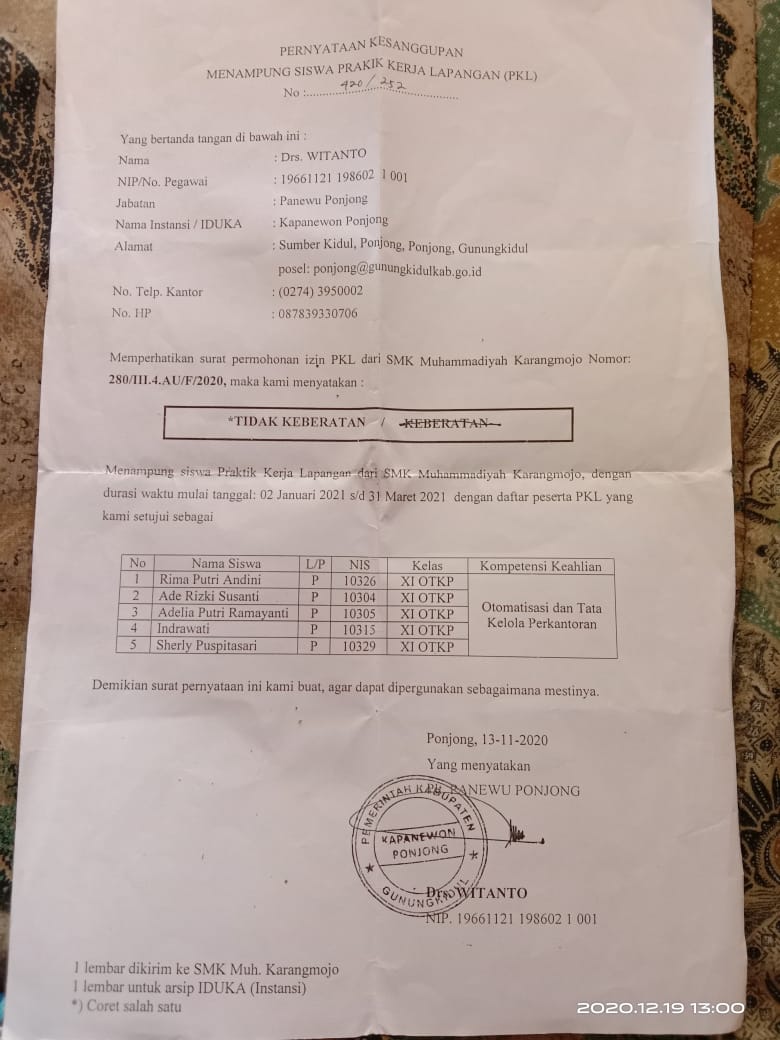 PERNYATAAN KESANGGUPAN
MENAMPUNG SISWA PRAKIK KERJA LAPANGAN (PKL)
No :....420 / 252....
Yang bertanda tangan di bawah ini :
Nama : Drs. WITANTO
NIP/No. Pegawai : 19661121 198602 1 001
Jabatan : Panewu Ponjong
Nama Instansi / IDUKA : Kapanewon Ponjong
Alamat : Sumber Kidul, Ponjong, Ponjong, Gunungkidul
posel: ponjong@gunungkidulkab.go.id
No. Telp. Kantor : (0274) 3950002
No. HP : 087839330706
Memperhatikan surat permohonan izin PKL dari SMK Muhammadiyah Karangmojo Nomor:
280/III.4.AU/F/2020, maka kami menyatakan :
*TIDAK KEBERATAN / KEBERATAN
Menampung siswa Praktik Kerja Lapangan dari SMK Muhammadiyah Karangmojo, dengan
durasi waktu mulai tanggal: 02 Januari 2021 s/d 31 Maret 2021 dengan daftar peserta PKL yang
kami setujui sebagai
No Nama Siswa L/P NIS Kelas Kompetensi Keahlian
1 Rima Putri Andini P 10326 XI OTKP
2 Ade Rizki Susanti P 10304 XI OTKP
3 Adelia Putri Ramayanti P 10305 XI OTKP
4 Indrawati P 10315 XI OTKP
5 Sherly Puspitasari P 10329 XI OTKP
Otomatisasi dan Tata
Kelola Perkantoran
Demikian surat pernyataan ini kami buat, agar dapat dipergunakan sebagaimana mestinya.
Ponjong, 13-11-2020
Yang menyatakan
PANEWU PONJONG
PEMERINTAH KABUPATEN
KAPANEWON
PONJONG
GUNUNGKIDUL
Drs. WITANTO
NIP. 19661121 198602 1 001
1 lembar dikirim ke SMK Muh. Karangmojo
1 lembar untuk arsip IDUKA (Instansi)
*) Coret salah satu
2020.12.19 13:00